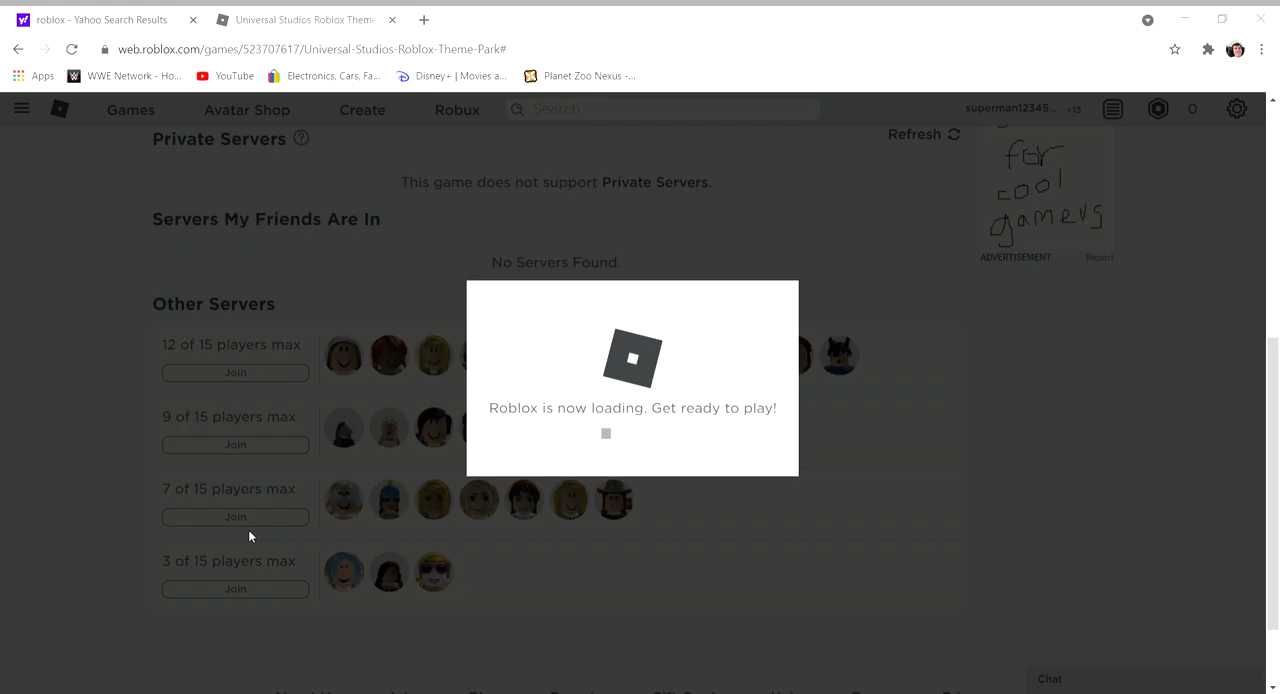 roblox - Yahoo Search Results
Universal Studios Roblox Theme
web.roblox.com/games/523707617/Universal-Studios-Roblox-Theme-Park#
Apps
WWE Network - Ho...
YouTube
Electronics, Cars, Fa...
Disney+ | Movies a...
Planet Zoo Nexus -...
Games
Avatar Shop
Create
Robux
Search
superman12345...
<13
0
Private Servers
Refresh
for
cool
gamers
This game does not support Private Servers.
Servers My Friends Are In
No Servers Found.
ADVERTISEMENT
Report
Other Servers
12 of 15 players max
Join
9 of 15 players max
Join
7 of 15 players max
Join
3 of 15 players max
Join
Roblox is now loading. Get ready to play!
Chat